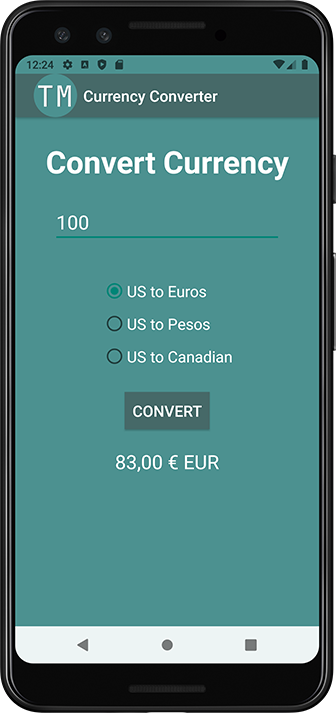 12:24
TM Currency Converter
Convert Currency
100
US to Euros
US to Pesos
US to Canadian
CONVERT
83,00 € EUR